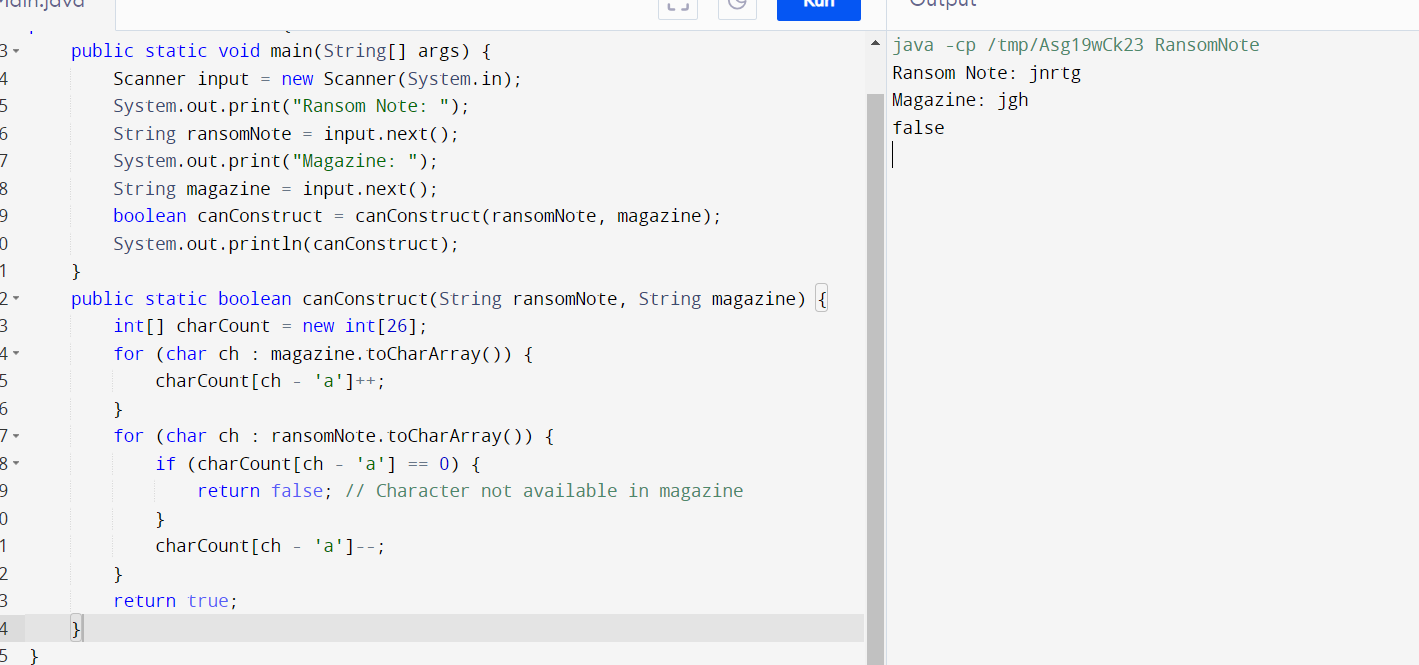 Main.java
Run
Output
3 public static void main(String[] args) {
4 Scanner input = new Scanner(System.in);
5 System.out.print("Ransom Note: ");
6 String ransomNote = input.next();
7 System.out.print("Magazine: ");
8 String magazine = input.next();
9 boolean canConstruct = canConstruct(ransomNote, magazine);
0 System.out.println(canConstruct);
1 }
2 public static boolean canConstruct(String ransomNote, String magazine) {
3 int[] charCount = new int[26];
4 for (char ch : magazine.toCharArray()) {
5 charCount[ch - 'a']++;
6 }
7 for (char ch : ransomNote.toCharArray()) {
8 if (charCount[ch - 'a'] == 0) {
9 return false; // Character not available in magazine
0 }
1 charCount[ch - 'a']--;
2 }
3 return true;
4 }
5 }
java -cp /tmp/Asg19wCk23 RansomNote
Ransom Note: jnrtg
Magazine: jgh
false